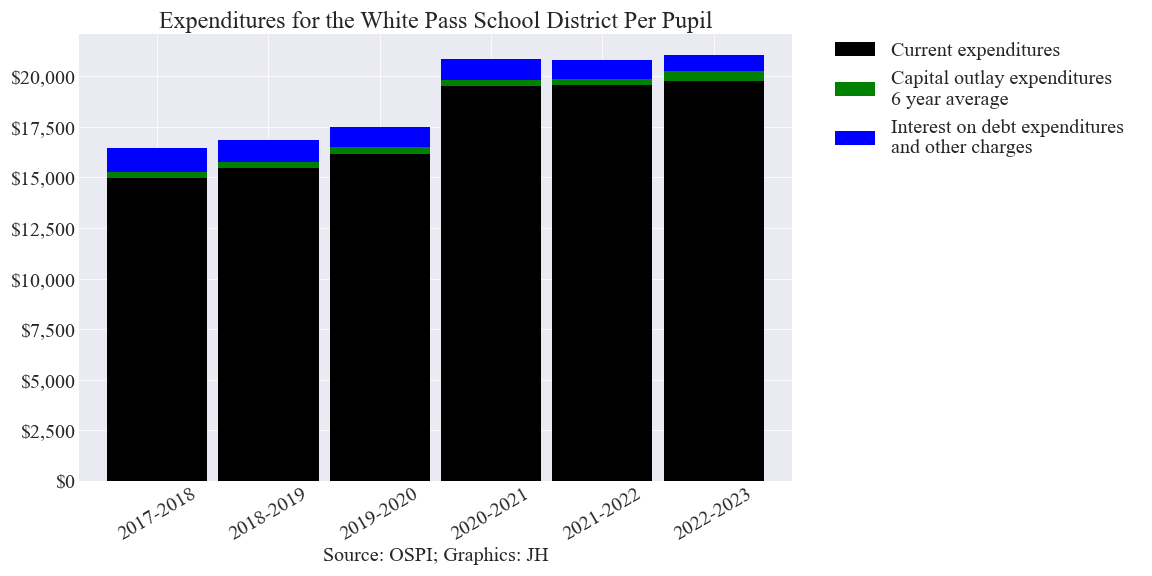 Expenditures for the White Pass School District Per Pupil
$20,000
$17,500
$15,000
$12,500
$10,000
$7,500
$5,000
$2,500
$0
2017-2018
2018-2019
2019-2020
2020-2021
2021-2022
2022-2023
Source: OSPI; Graphics: JH
Current expenditures
Capital outlay expenditures
6 year average
Interest on debt expenditures
and other charges